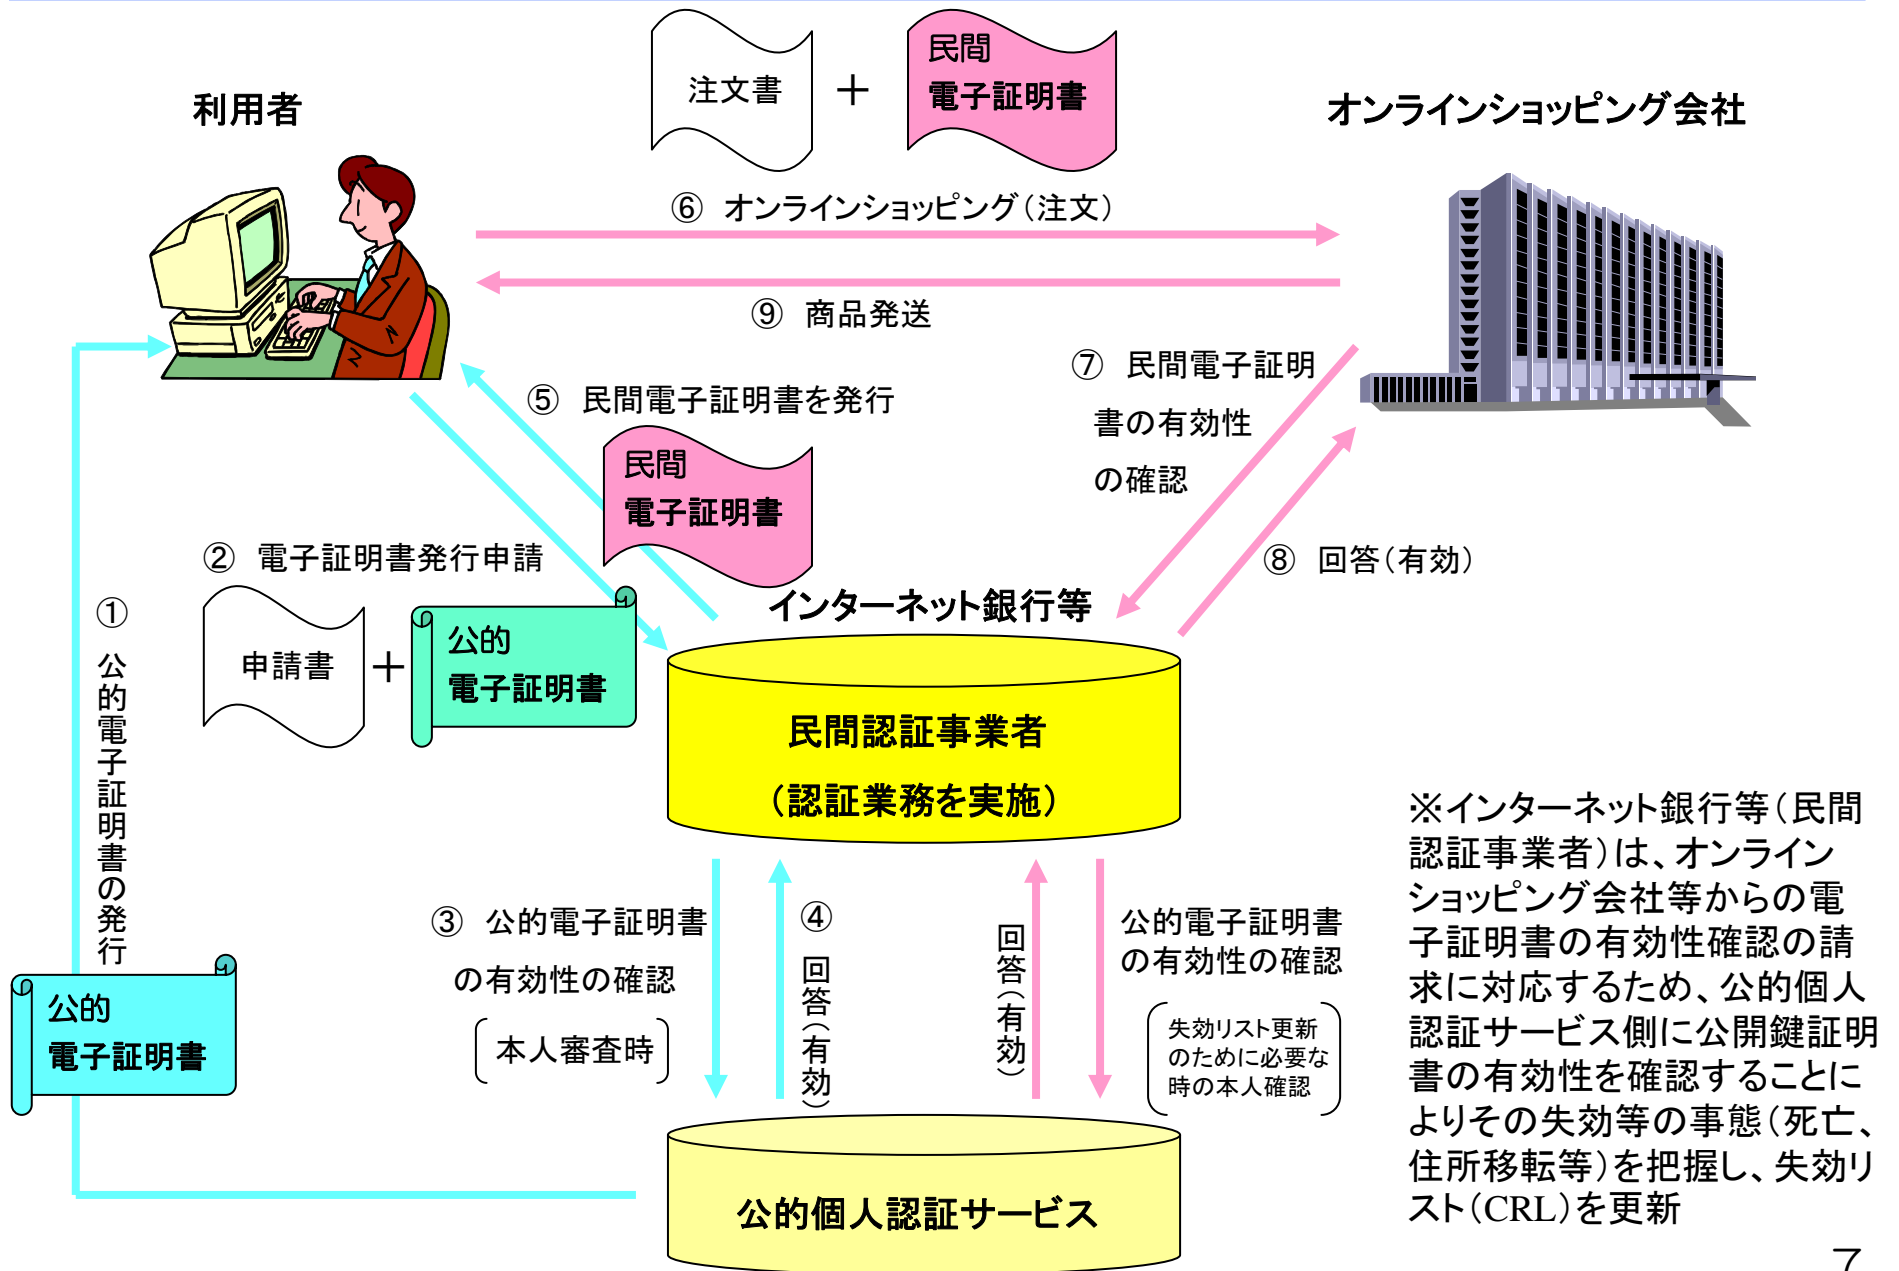 利用者
注文書
＋
民間
電子証明書
オンラインショッピング会社
⑥ オンラインショッピング（注文）
⑨ 商品発送
⑦ 民間電子証明
書の有効性
の確認
⑤ 民間電子証明書を発行
民間
電子証明書
② 電子証明書発行申請
⑧ 回答（有効）
申請書
＋
公的
電子証明書
① 公的電子証明書の発行
公的
電子証明書
インターネット銀行等
民間認証事業者
（認証業務を実施）
③ 公的電子証明書
の有効性の確認
本人審査時
④ 回答（有効）
回答（有効）
公的電子証明書
の有効性の確認
失効リスト更新
のために必要な
時の本人確認
公的個人認証サービス
※インターネット銀行等（民間
認証事業者）は、オンライン
ショッピング会社等からの電
子証明書の有効性確認の請
求に対応するため、公的個人
認証サービス側に公開鍵証明
書の有効性を確認することに
よりその失効等の事態（死亡、
住所移転等）を把握し、失効リ
スト（CRL）を更新
7